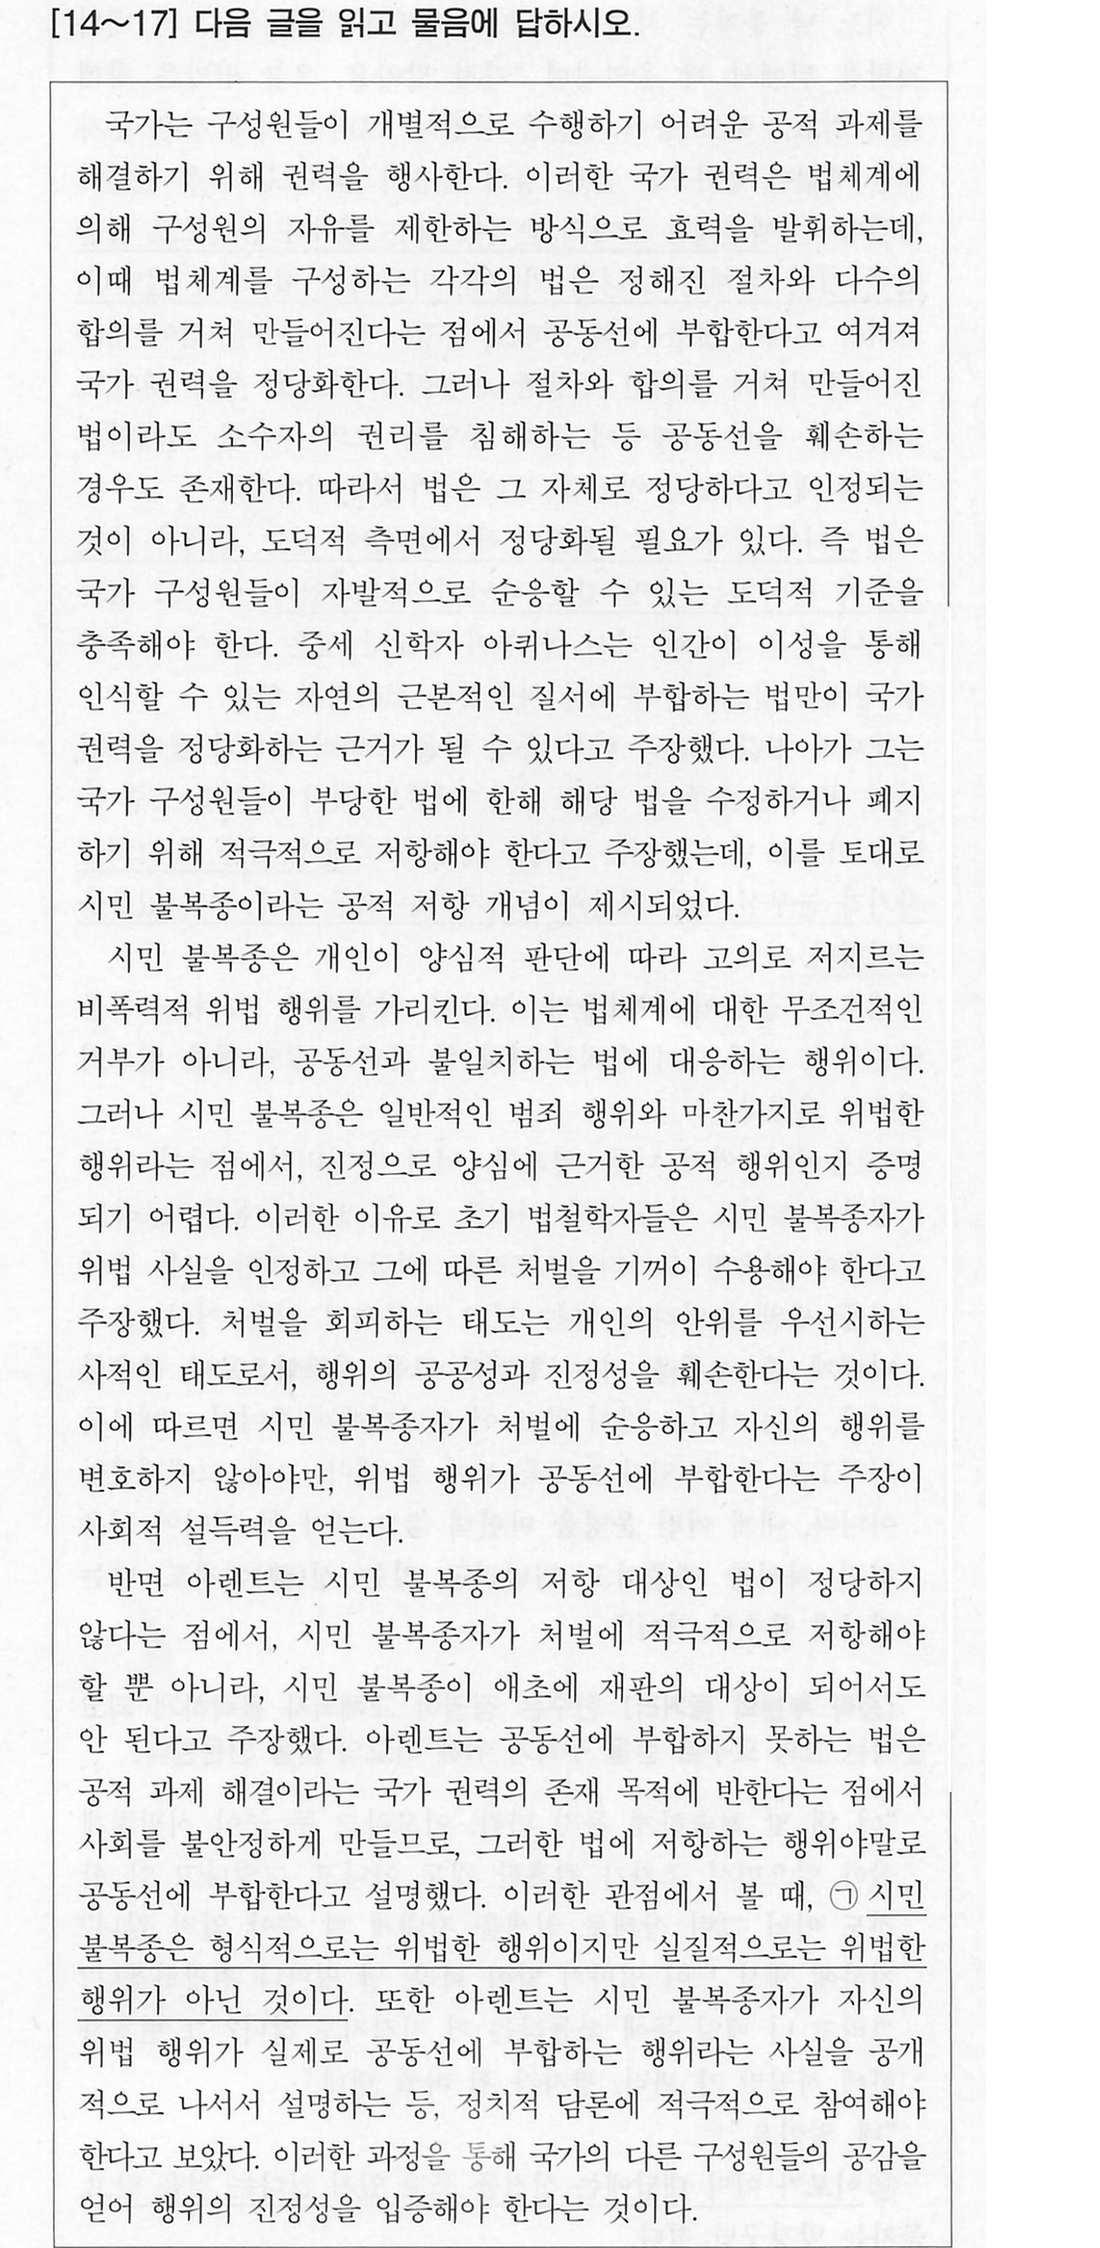 [14～17] 다음 글을 읽고 물음에 답하시오.
국가는 구성원들이 개별적으로 수행하기 어려운 공적 과제를
해결하기 위해 권력을 행사한다. 이러한 국가 권력은 법체계에
의해 구성원의 자유를 제한하는 방식으로 효력을 발휘하는데,
이때 법체계를 구성하는 각각의 법은 정해진 절차와 다수의
합의를 거쳐 만들어진다는 점에서 공동선에 부합한다고 여겨져
국가 권력을 정당화한다. 그러나 절차와 합의를 거쳐 만들어진
법이라도 소수자의 권리를 침해하는 등 공동선을 훼손하는
경우도 존재한다. 따라서 법은 그 자체로 정당하다고 인정되는
것이 아니라, 도덕적 측면에서 정당화될 필요가 있다. 즉 법은
국가 구성원들이 자발적으로 순응할 수 있는 도덕적 기준을
충족해야 한다. 중세 신학자 아퀴나스는 인간이 이성을 통해
인식할 수 있는 자연의 근본적인 질서에 부합하는 법만이 국가
권력을 정당화하는 근거가 될 수 있다고 주장했다. 나아가 그는
국가 구성원들이 부당한 법에 한해 해당 법을 수정하거나 폐지
하기 위해 적극적으로 저항해야 한다고 주장했는데, 이를 토대로
시민 불복종이라는 공적 저항 개념이 제시되었다.
시민 불복종은 개인이 양심적 판단에 따라 고의로 저지르는
비폭력적 위법 행위를 가리킨다. 이는 법체계에 대한 무조건적인
거부가 아니라, 공동선과 불일치하는 법에 대응하는 행위이다.
그러나 시민 불복종은 일반적인 범죄 행위와 마찬가지로 위법한
행위라는 점에서, 진정으로 양심에 근거한 공적 행위인지 증명
되기 어렵다. 이러한 이유로 초기 법철학자들은 시민 불복종자가
위법 사실을 인정하고 그에 따른 처벌을 기꺼이 수용해야 한다고
주장했다. 처벌을 회피하는 태도는 개인의 안위를 우선시하는
사적인 태도로서, 행위의 공공성과 진정성을 훼손한다는 것이다.
이에 따르면 시민 불복종자가 처벌에 순응하고 자신의 행위를
변호하지 않아야만, 위법 행위가 공동선에 부합한다는 주장이
사회적 설득력을 얻는다.
반면 아렌트는 시민 불복종의 저항 대상인 법이 정당하지
않다는 점에서, 시민 불복종자가 처벌에 적극적으로 저항해야
할 뿐 아니라, 시민 불복종이 애초에 재판의 대상이 되어서도
안 된다고 주장했다. 아렌트는 공동선에 부합하지 못하는 법은
공적 과제 해결이라는 국가 권력의 존재 목적에 반한다는 점에서
사회를 불안정하게 만들므로, 그러한 법에 저항하는 행위야말로
공동선에 부합한다고 설명했다. 이러한 관점에서 볼 때, ㉠ 시민
불복종은 형식적으로는 위법한 행위이지만 실질적으로는 위법한
행위가 아닌 것이다. 또한 아렌트는 시민 불복종자가 자신의
위법 행위가 실제로 공동선에 부합하는 행위라는 사실을 공개
적으로 나서서 설명하는 등, 정치적 담론에 적극적으로 참여해야
한다고 보았다. 이러한 과정을 통해 국가의 다른 구성원들의 공감을
얻어 행위의 진정성을 입증해야 한다는 것이다.